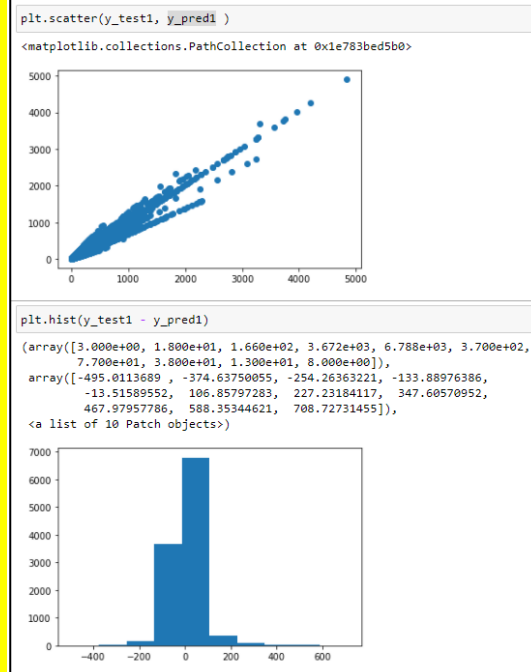 plt.scatter(y_test1, y_pred1 )
<matplotlib.collections.PathCollection at 0x1e783bed5b0>
5000
4000
3000
2000
1000
0
0 1000 2000 3000 4000 5000
plt.hist(y_test1 - y_pred1)
(array([3.000e+00, 1.800e+01, 1.660e+02, 3.672e+03, 6.788e+03, 3.700e+02,
7.700e+01, 3.800e+01, 1.300e+01, 8.000e+00]),
array([-495.0113689 , -374.63750055, -254.26363221, -133.88976386,
-13.51589552, 106.85797283, 227.23184117, 347.60570952,
467.97957786, 588.35344621, 708.72731455]),
<a list of 10 Patch objects>)
7000
6000
5000
4000
3000
2000
1000
0
-400 -200 0 200 400 600